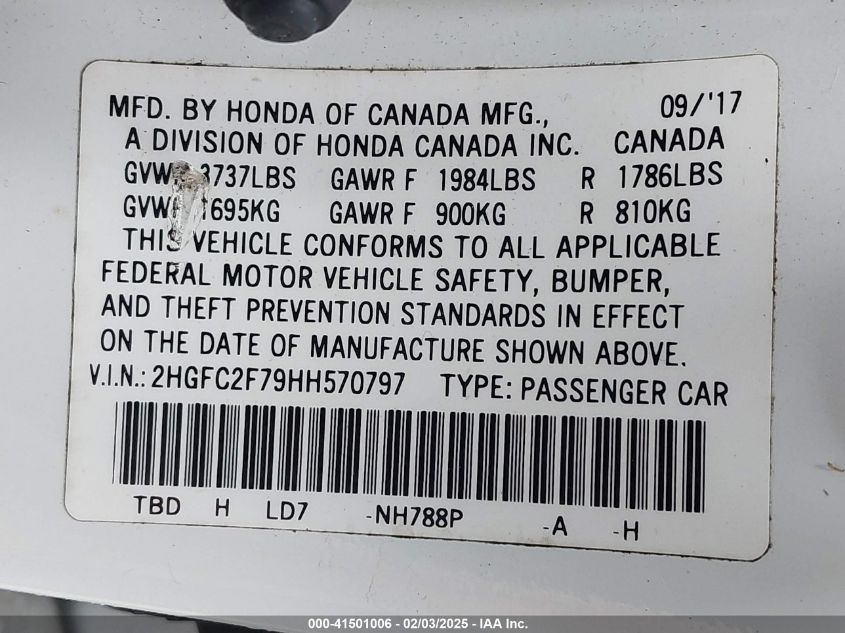 MFD. BY HONDA OF CANADA MFG., 09/'17
A DIVISION OF HONDA CANADA INC. CANADA
3737LBS GAWR F 1984LBS R 1786LBS
1695KG GAWR F 900KG R 810KG
THIS VEHICLE CONFORMS TO ALL APPLICABLE
FEDERAL MOTOR VEHICLE SAFETY, BUMPER,
AND THEFT PREVENTION STANDARDS IN EFFECT
ON THE DATE OF MANUFACTURE SHOWN ABOVE.
V.I.N.: 2HGFC2F79HH570797 TYPE: PASSENGER CAR
TBD H LD7 -NH788P -A -H
000-41501006 - 02/03/2025 - IAA Inc.